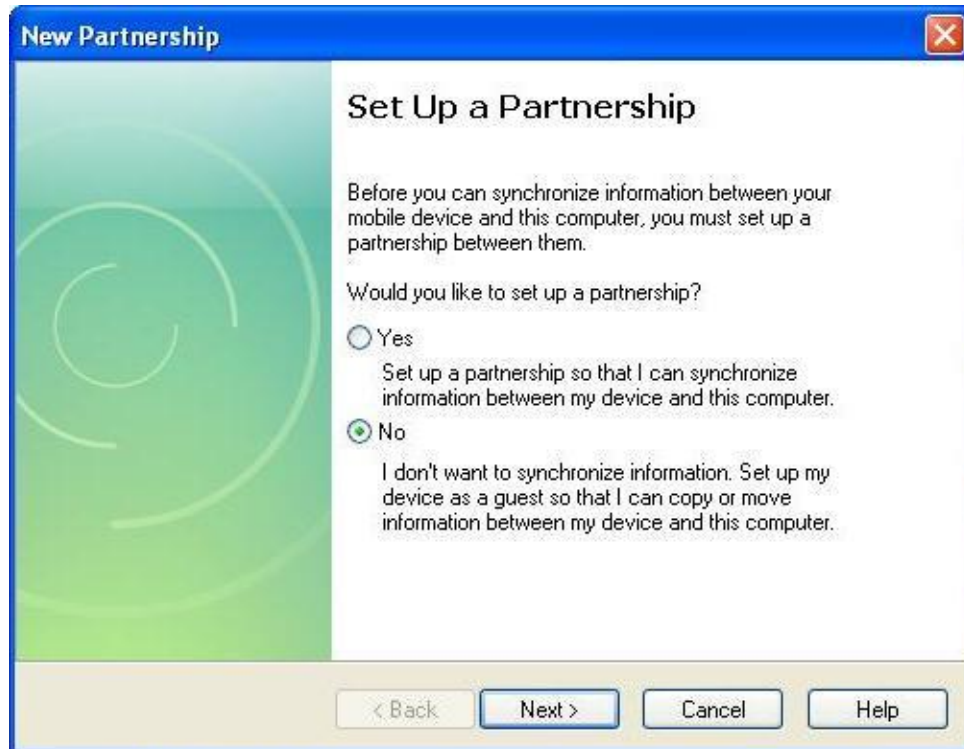 New Partnership
Set Up a Partnership
Before you can synchronize information between your
mobile device and this computer, you must set up a
partnership between them.
Would you like to set up a partnership?
Yes
Set up a partnership so that I can synchronize
information between my device and this computer.
No
I don't want to synchronize information. Set up my
device as a guest so that I can copy or move
information between my device and this computer.
< Back
Next >
Cancel
Help